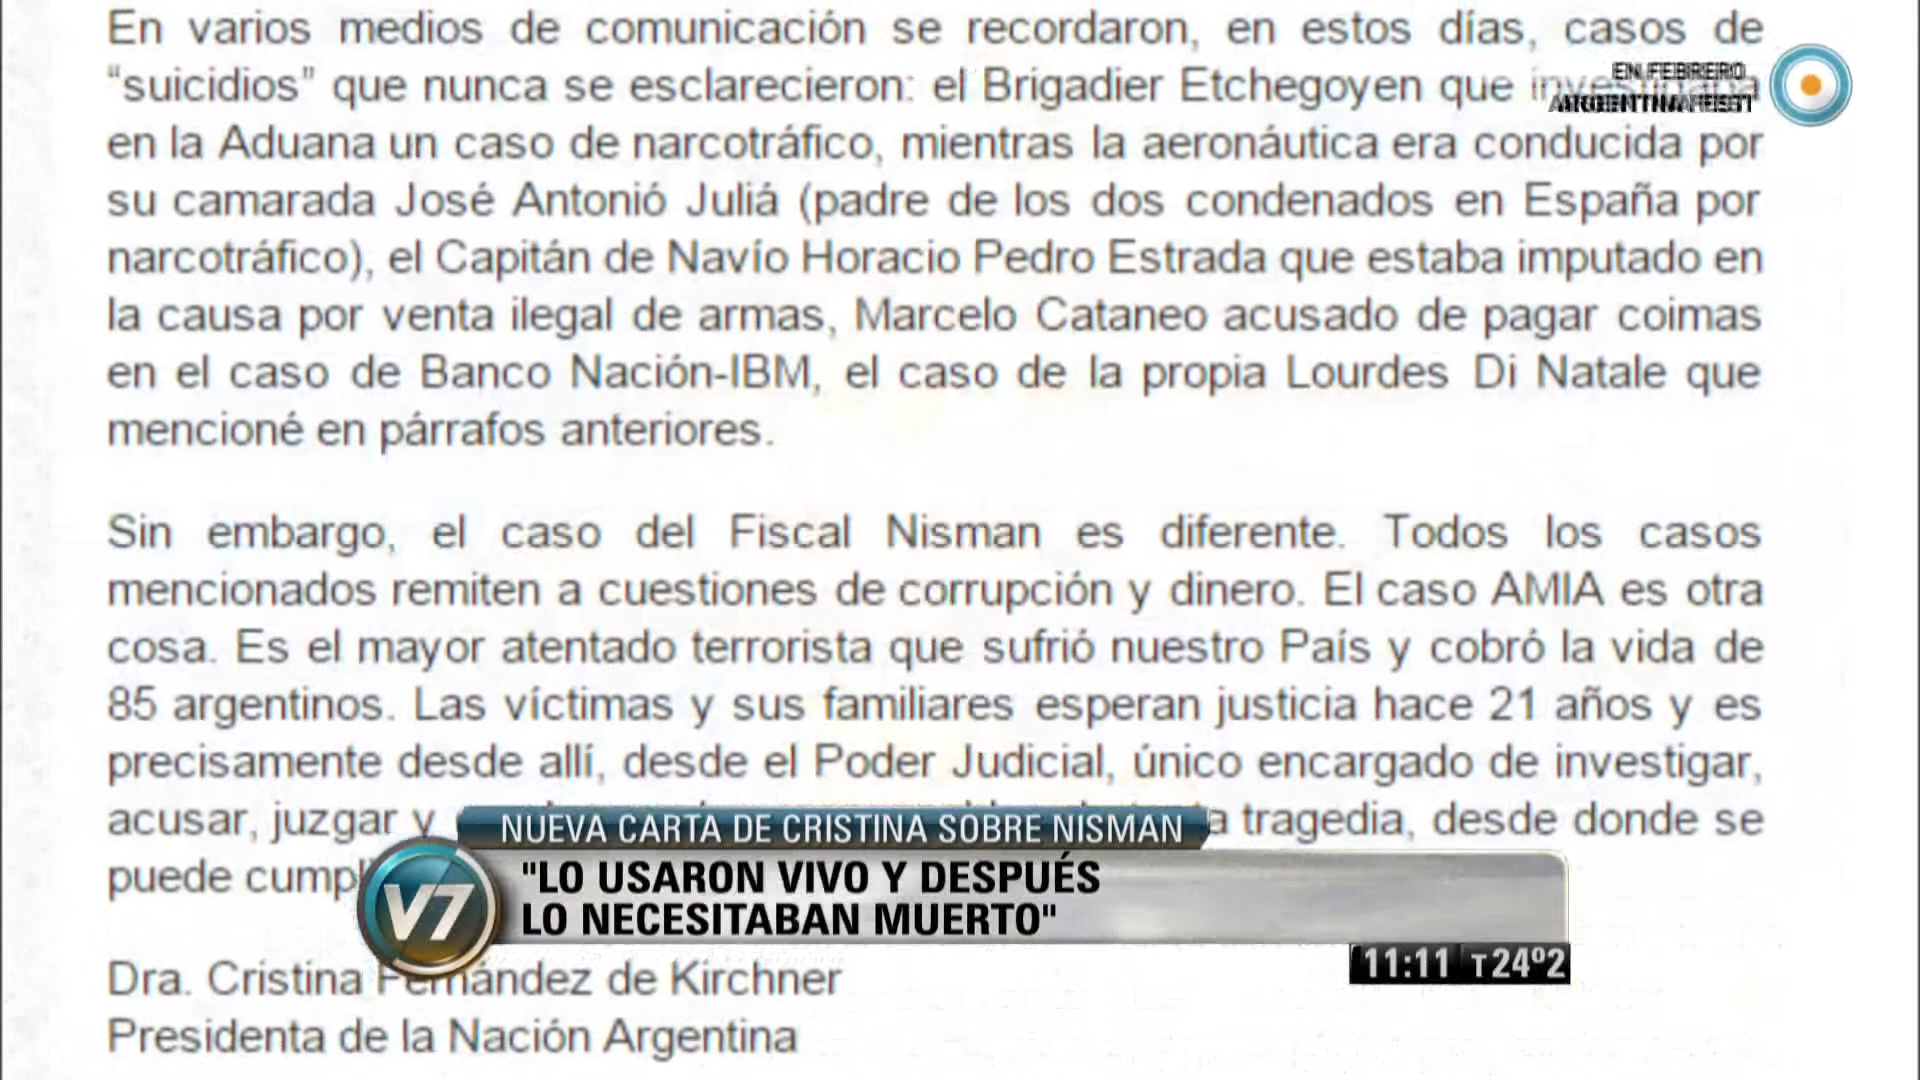 En varios medios de comunicación se recordaron, en estos días, casos de
“suicidios” que nunca se esclarecieron: el Brigadier Etchegoyen que investigaba
EN FEBRERO
ARGENTINA FEST
en la Aduana un caso de narcotráfico, mientras la aeronáutica era conducida por
su camarada José Antonió Juliá (padre de los dos condenados en España por
narcotráfico), el Capitán de Navío Horacio Pedro Estrada que estaba imputado en
la causa por venta ilegal de armas, Marcelo Cataneo acusado de pagar coimas
en el caso de Banco Nación-IBM, el caso de la propia Lourdes Di Natale que
mencioné en párrafos anteriores.
Sin embargo, el caso del Fiscal Nisman es diferente. Todos los casos
mencionados remiten a cuestiones de corrupción y dinero. El caso AMIA es otra
cosa. Es el mayor atentado terrorista que sufrió nuestro País y cobró la vida de
85 argentinos. Las víctimas y sus familiares esperan justicia hace 21 años y es
precisamente desde allí, desde el Poder Judicial, único encargado de investigar,
acusar, juzgar y tragedia, desde donde se
puede
NUEVA CARTA DE CRISTINA SOBRE NISMAN
V7
"LO USARON VIVO Y DESPUÉS
LO NECESITABAN MUERTO"
11:11 T24º2
Dra. Cristina Fernández de Kirchner
Presidenta de la Nación Argentina